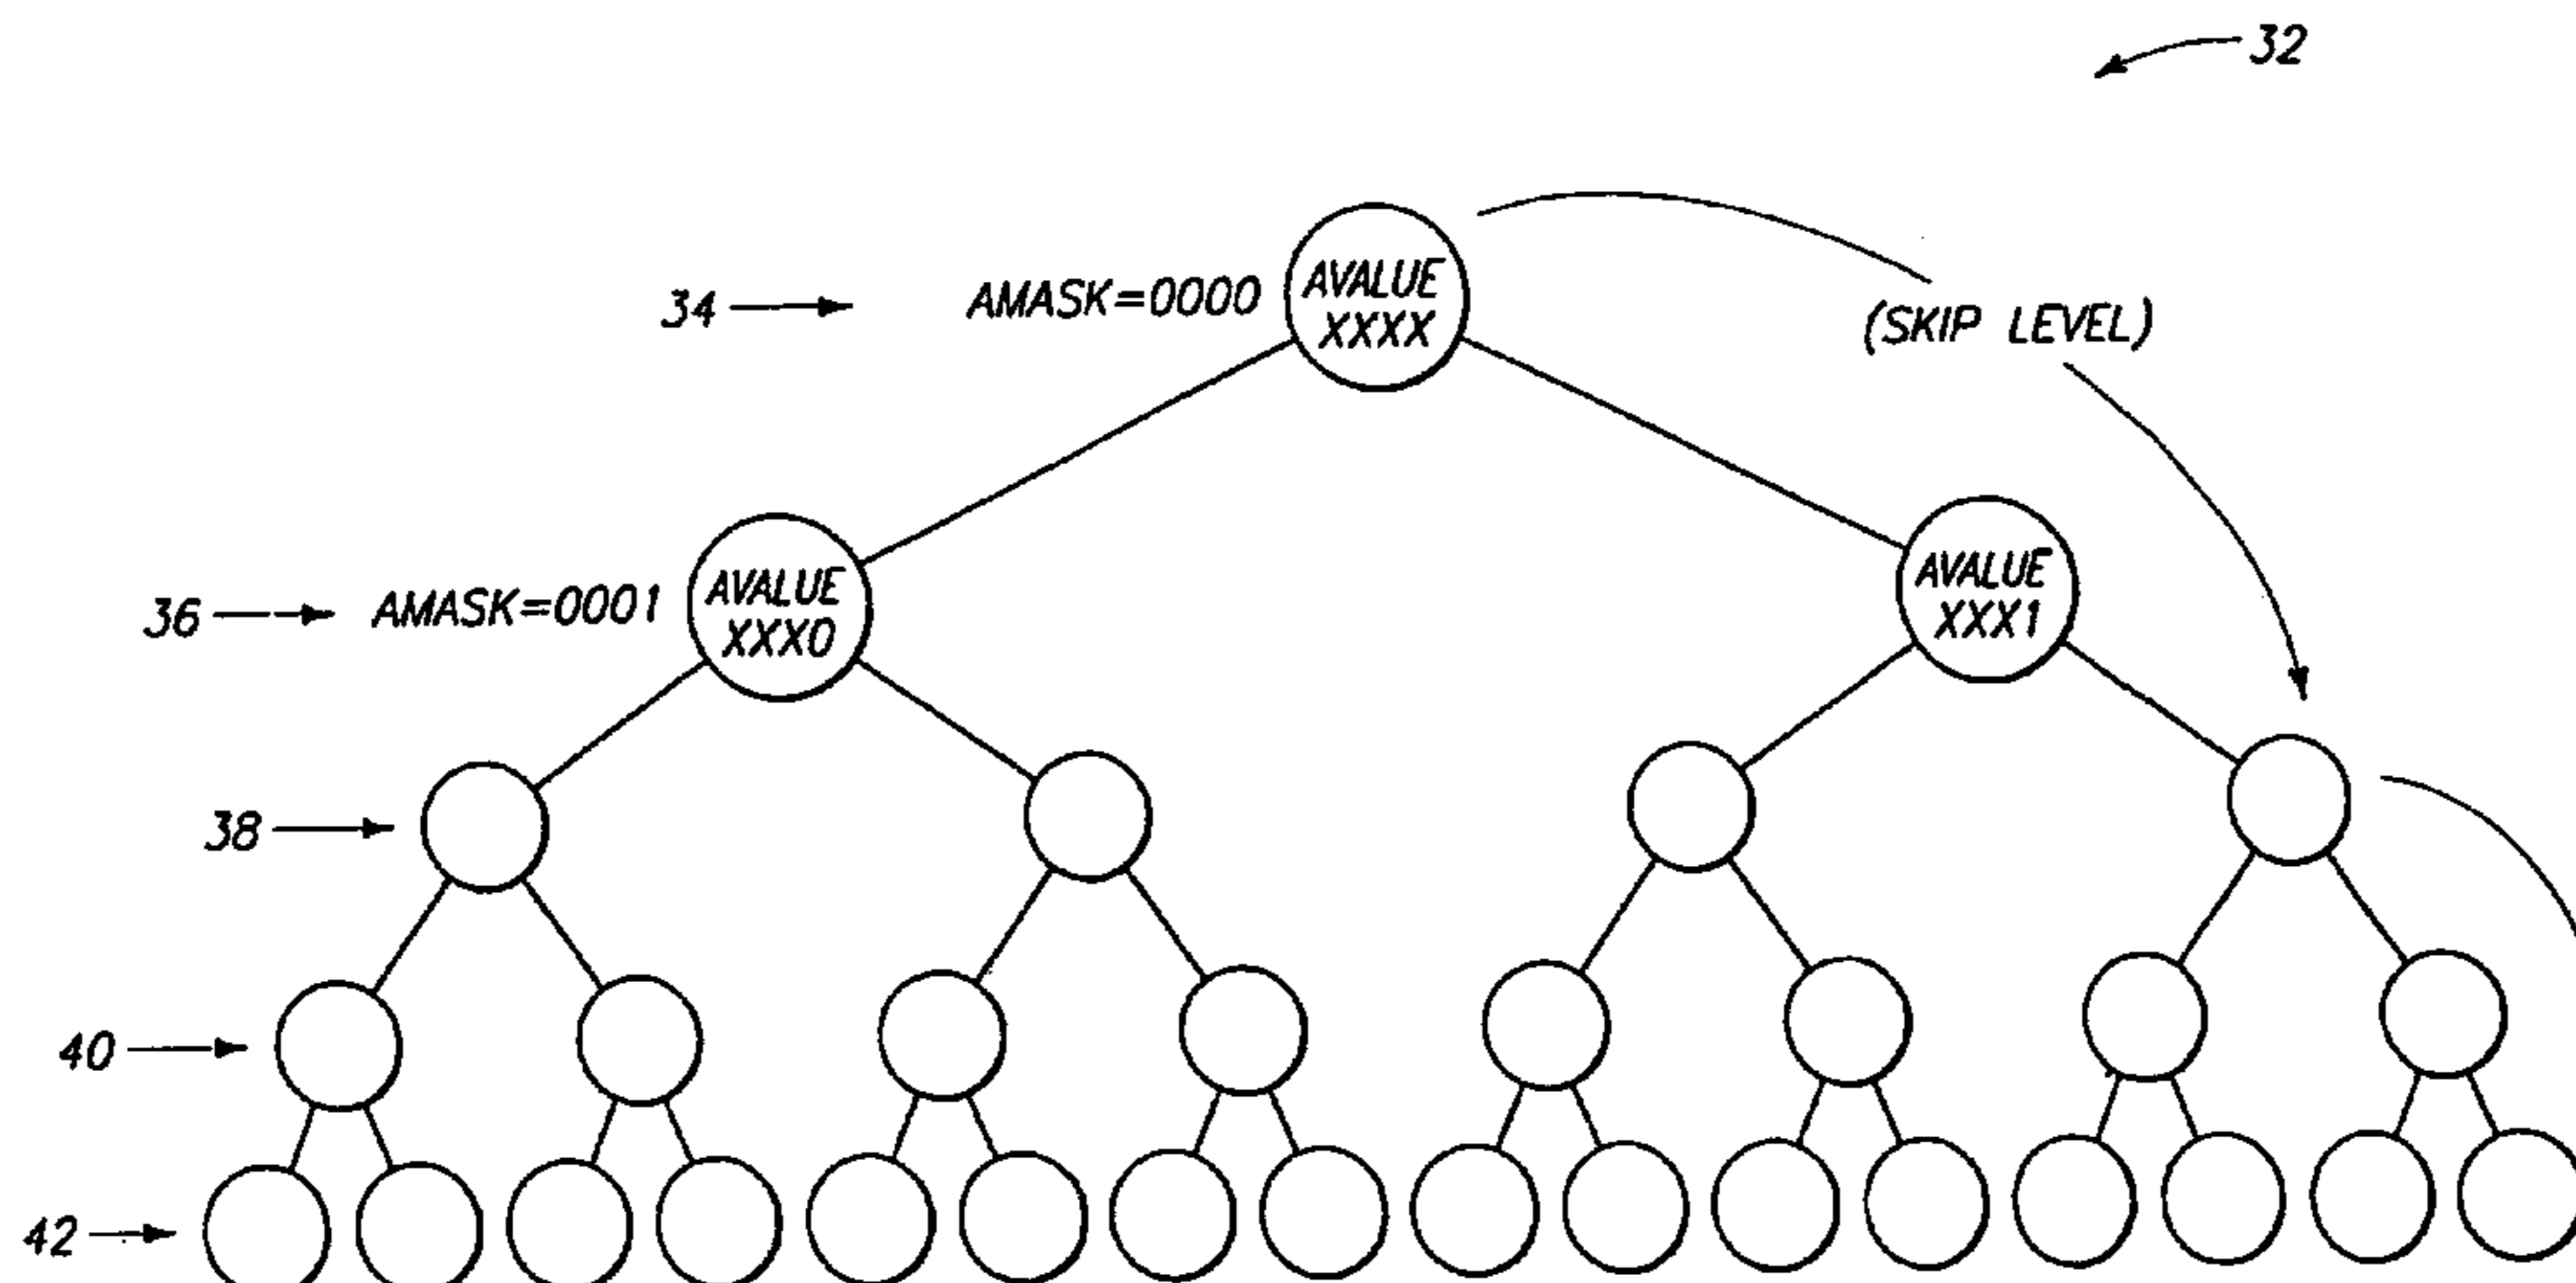 32
34
AMASK=0000
AVALUE
XXXX
(SKIP LEVEL)
36
AMASK=0001
AVALUE
XXX0
AVALUE
XXX1
38
40
42